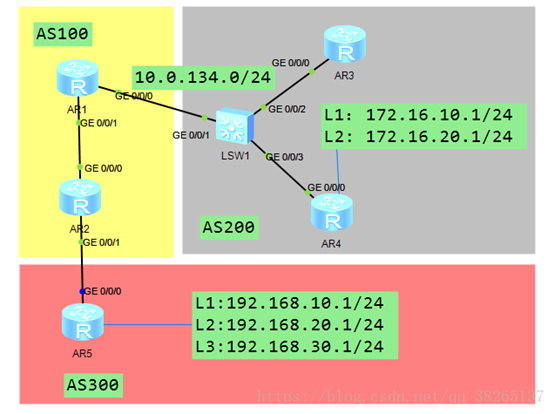 AS100
10.0.134.0/24
GE 0/0/0
AR3
AR1
GE 0/0/0
GE 0/0/1
GE 0/0/2
GE 0/0/1
LSW1
L1: 172.16.10.1/24
L2: 172.16.20.1/24
GE 0/0/3
GE 0/0/0
GE 0/0/0
AR2
AS200
AR4
GE 0/0/1
GE 0/0/0
L1:192.168.10.1/24
L2:192.168.20.1/24
L3:192.168.30.1/24
AR5
AS300
https://blog.csdn.net/qq_38265137